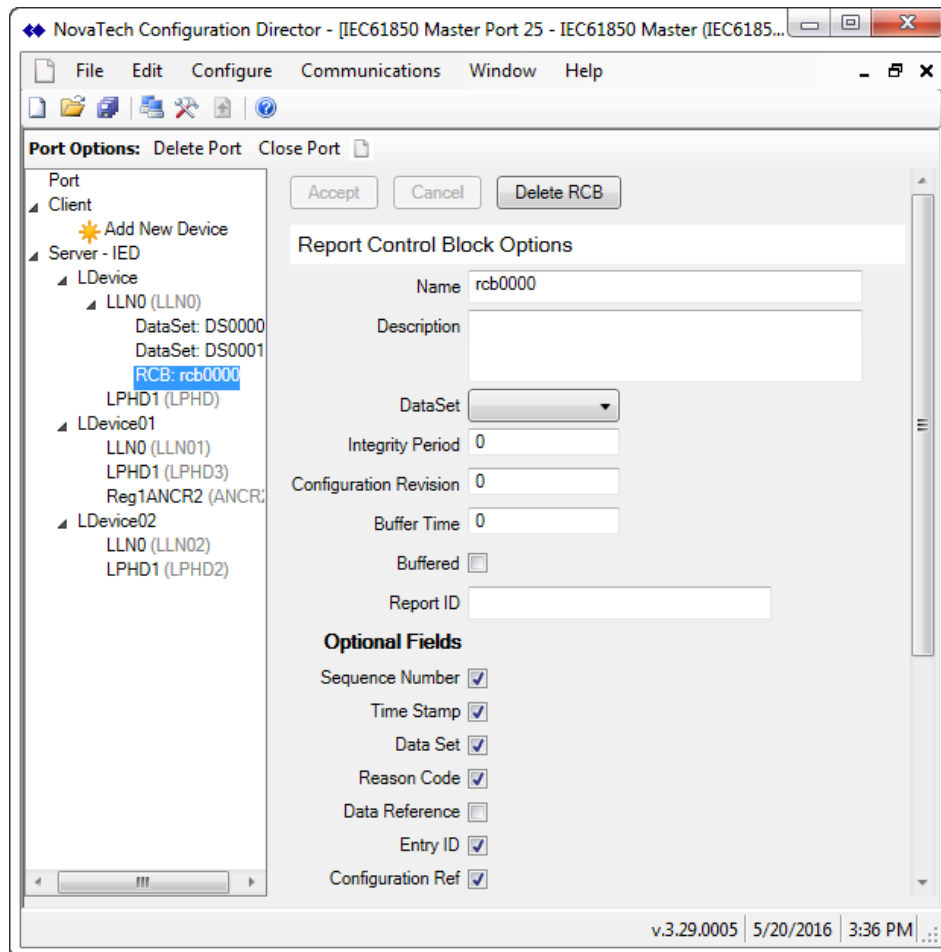 NovaTech Configuration Director - [IEC61850 Master Port 25 - IEC61850 Master (IEC6185...
File Edit Configure Communications Window Help
Port Options: Delete Port Close Port
Port
Client
Add New Device
Server - IED
LDevice
LLN0 (LLN0)
DataSet: DS0000
DataSet: DS0001
RCB: rcb0000
LPHD1 (LPHD)
LDevice01
LLN0 (LLN01)
LPHD1 (LPHD3)
Reg1ANCR2 (ANCR2
LDevice02
LLN0 (LLN02)
LPHD1 (LPHD2)
Accept Cancel Delete RCB
Report Control Block Options
Name rcb0000
Description
DataSet
Integrity Period 0
Configuration Revision 0
Buffer Time 0
Buffered
Report ID
Optional Fields
Sequence Number
Time Stamp
Data Set
Reason Code
Data Reference
Entry ID
Configuration Ref
v.3.29.0005 5/20/2016 3:36 PM